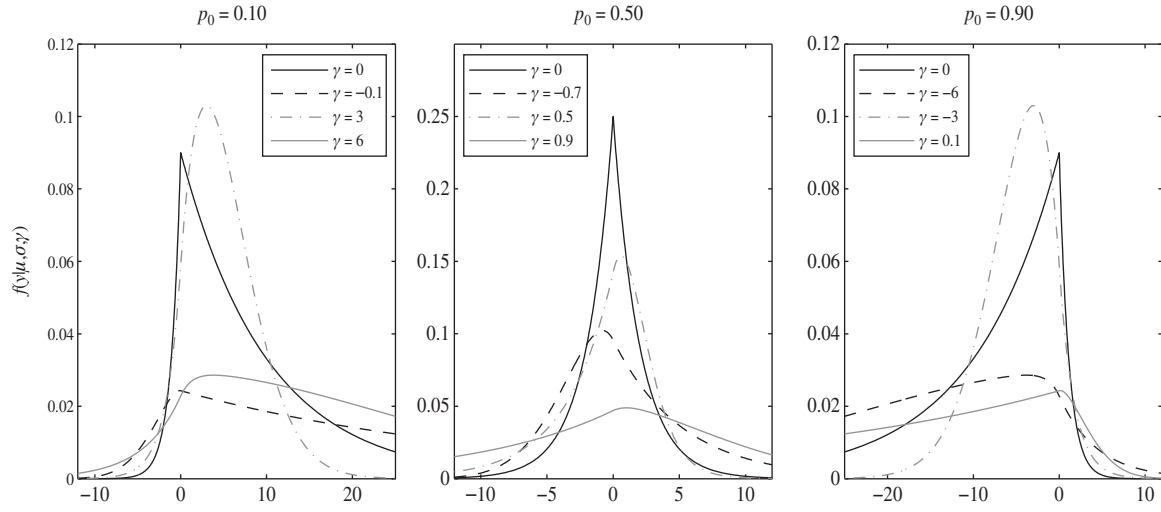 p₀ = 0.10
p₀ = 0.50
p₀ = 0.90
f(y|μ,σ,γ)
0.12
0.1
0.08
0.06
0.04
0.02
0
−10
0
10
20
γ = 0
γ = −0.1
γ = 3
γ = 6
0.25
0.2
0.15
0.1
0.05
0
−10
−5
0
5
10
γ = 0
γ = −0.7
γ = 0.5
γ = 0.9
0.12
0.1
0.08
0.06
0.04
0.02
0
−20
−10
0
10
γ = 0
γ = −6
γ = −3
γ = 0.1